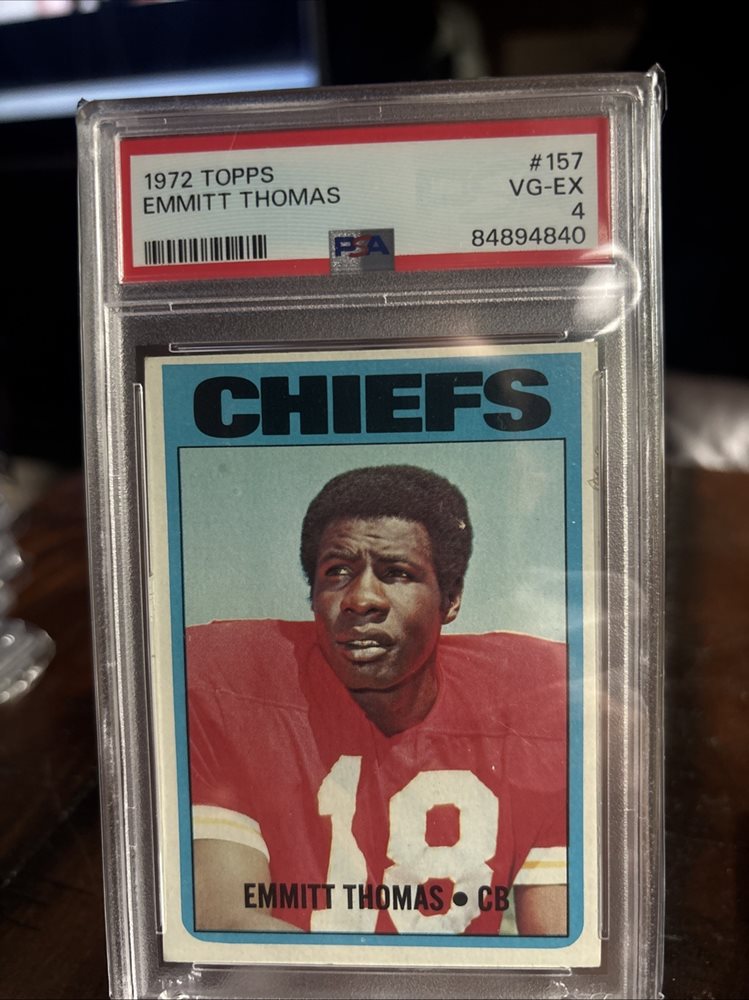 1972 TOPPS #157
EMMITT THOMAS VG-EX
4
PSA 84894840
CHIEFS
18
EMMITT THOMAS • CB